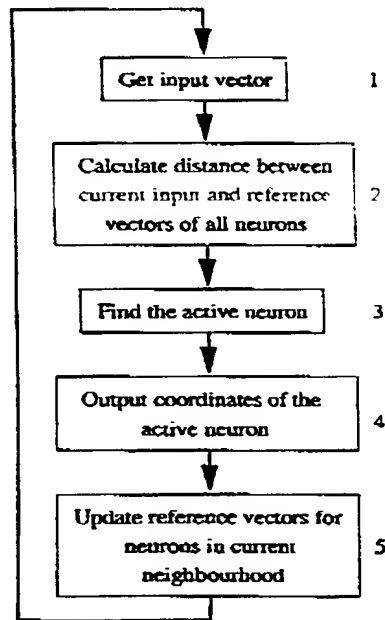 Get input vector 1
Calculate distance between
current input and reference 2
vectors of all neurons
Find the active neuron 3
Output coordinates of the
active neuron 4
Update reference vectors for
neurons in current 5
neighbourhood